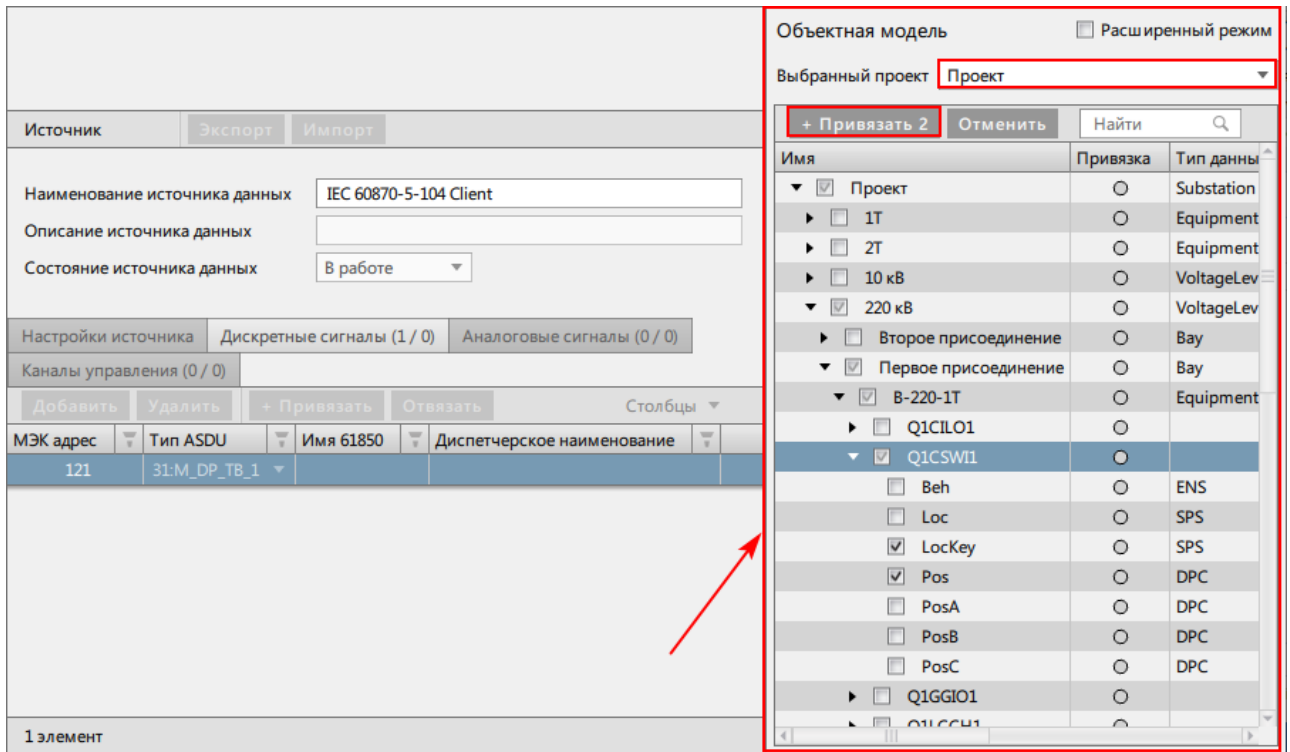 Объектная модель
Расширенный режим
Выбранный проект
Проект
Источник
Экспорт
Импорт
Наименование источника данных
IEC 60870-5-104 Client
Описание источника данных
Состояние источника данных
В работе
Настройки источника
Дискретные сигналы (1 / 0)
Аналоговые сигналы (0 / 0)
Каналы управления (0 / 0)
Добавить
Удалить
+ Привязать
Отвязать
Столбцы
МЭК адрес
Тип ASDU
Имя 61850
Диспетчерское наименование
121
31:M_DP_TB_1
1 элемент
+ Привязать 2
Отменить
Найти
Имя Привязка Тип данны
Проект Substation
1Т Equipment
2Т Equipment
10 кВ VoltageLev
220 кВ VoltageLev
Второе присоединение Bay
Первое присоединение Bay
В-220-1Т Equipment
Q1CILO1
Q1CSWI1
Beh ENS
Loc SPS
LocKey SPS
Pos DPC
PosA DPC
PosB DPC
PosC DPC
Q1GGIO1